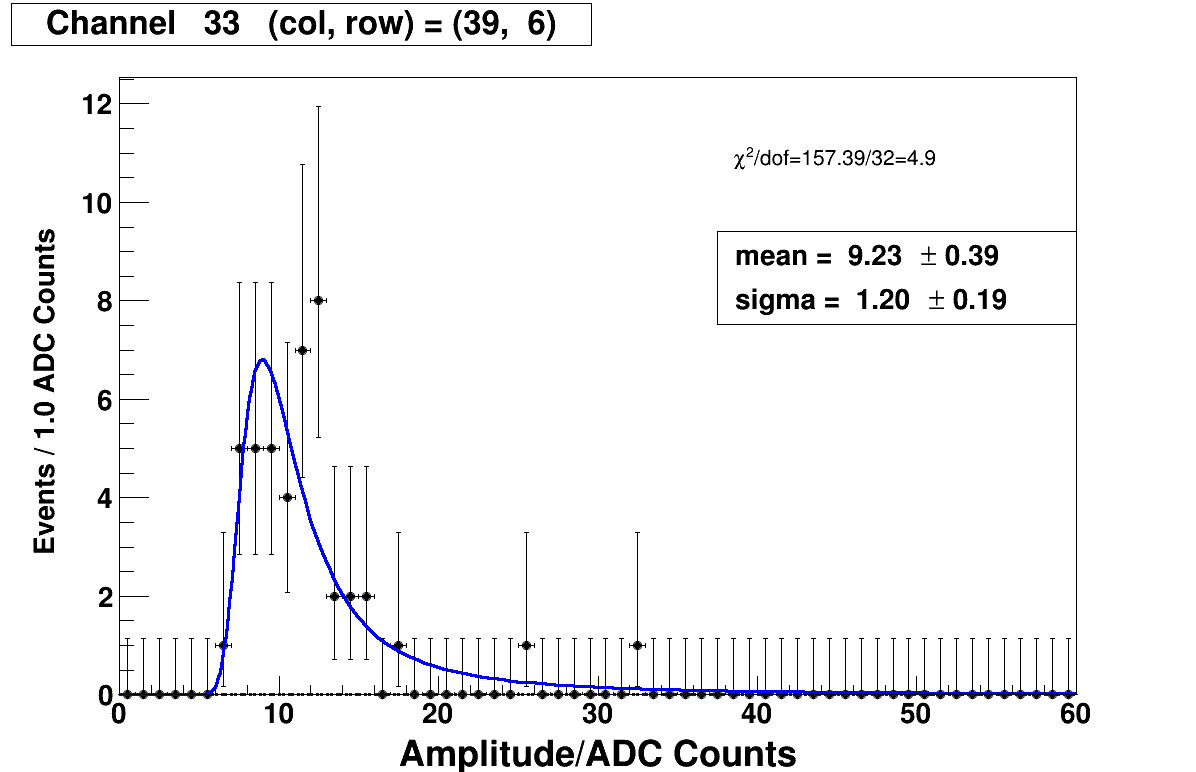 Channel 33 (col, row) = (39, 6)
χ²/dof=157.39/32=4.9
mean = 9.23 ± 0.39
sigma = 1.20 ± 0.19
Events / 1.0 ADC Counts
12
10
8
6
4
2
0
0 10 20 30 40 50 60
Amplitude/ADC Counts